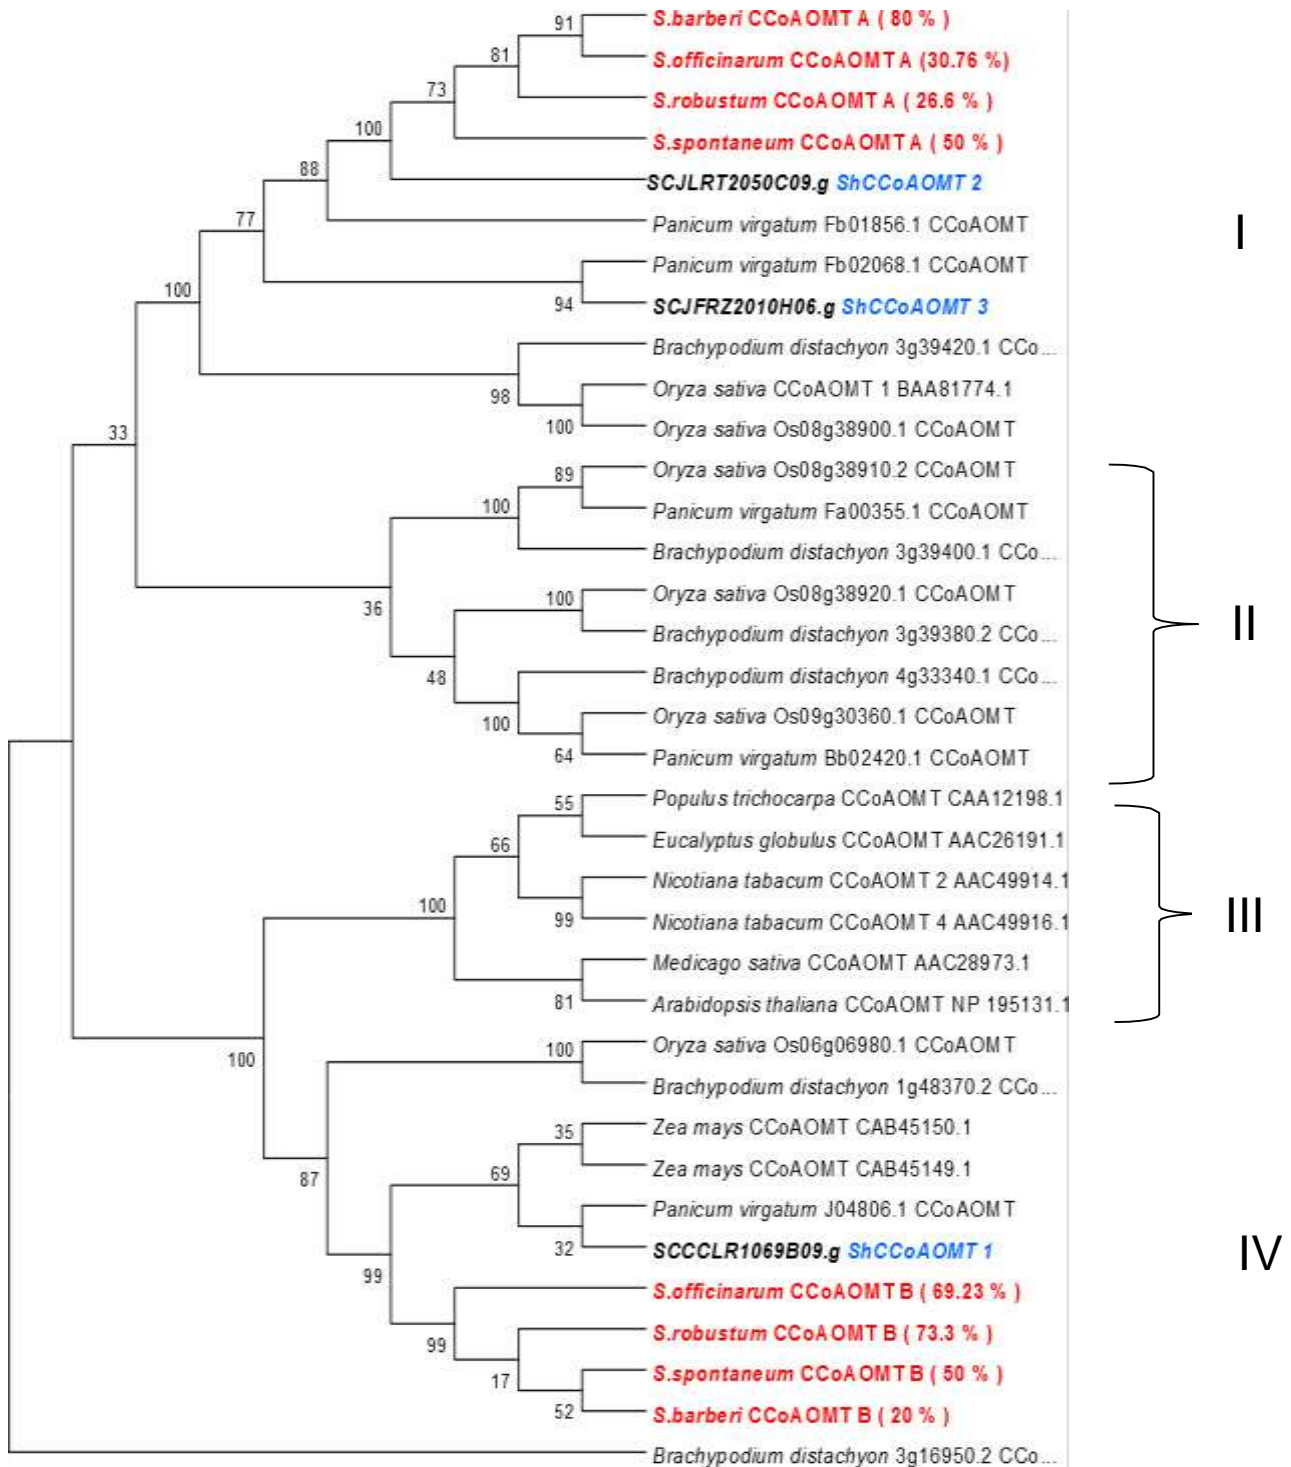 91
S.barberi CCoAOMT A ( 80 % )
S.officinarum CCoAOMT A (30.76 %)
81
S.robustum CCoAOMT A ( 26.6 % )
73
S.spontaneum CCoAOMT A ( 50 % )
100
SCJLRT2050C09.g ShCCoAOMT 2
88
Panicum virgatum Fb01856.1 CCoAOMT
77
I
Panicum virgatum Fb02068.1 CCoAOMT
100
94
SCJFRZ2010H06.g ShCCoAOMT 3
Brachypodium distachyon 3g39420.1 CCo...
98
Oryza sativa CCoAOMT 1 BAA81774.1
100
Oryza sativa Os08g38900.1 CCoAOMT
33
89
Oryza sativa Os08g38910.2 CCoAOMT
100
Panicum virgatum Fa00355.1 CCoAOMT
Brachypodium distachyon 3g39400.1 CCo...
36
100
Oryza sativa Os08g38920.1 CCoAOMT
Brachypodium distachyon 3g39380.2 CCo...
II
48
Brachypodium distachyon 4g33340.1 CCo...
100
Oryza sativa Os09g30360.1 CCoAOMT
64
Panicum virgatum Bb02420.1 CCoAOMT
55
Populus trichocarpa CCoAOMT CAA12198.1
66
Eucalyptus globulus CCoAOMT AAC26191.1
Nicotiana tabacum CCoAOMT 2 AAC49914.1
100
99
Nicotiana tabacum CCoAOMT 4 AAC49916.1
III
Medicago sativa CCoAOMT AAC28973.1
81
Arabidopsis thaliana CCoAOMT NP 195131.1
100
100
Oryza sativa Os06g06980.1 CCoAOMT
Brachypodium distachyon 1g48370.2 CCo...
35
Zea mays CCoAOMT CAB45150.1
87
69
Zea mays CCoAOMT CAB45149.1
Panicum virgatum J04806.1 CCoAOMT
32
SCCCLR1069B09.g ShCCoAOMT 1
IV
99
S.officinarum CCoAOMT B ( 69.23 % )
99
S.robustum CCoAOMT B ( 73.3 % )
17
S.spontaneum CCoAOMT B ( 50 % )
52
S.barberi CCoAOMT B ( 20 % )
Brachypodium distachyon 3g16950.2 CCo...